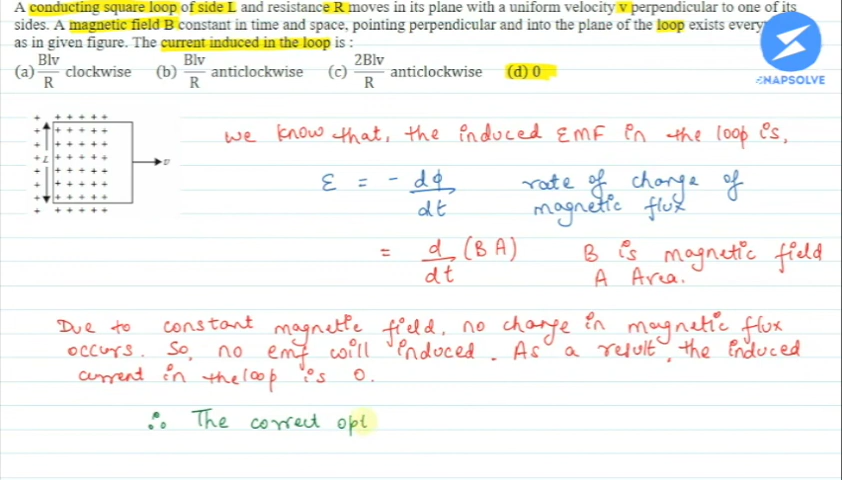 A conducting square loop of side L and resistance R moves in its plane with a uniform velocity v perpendicular to one of its
sides. A magnetic field B constant in time and space, pointing perpendicular and into the plane of the loop exists every
as in given figure. The current induced in the loop is :
(a) Blv/R clockwise (b) Blv/R anticlockwise (c) 2Blv/R anticlockwise (d) 0
SNAPSOLVE
L
v
We know that, the induced EMF in the loop is,
ε = - dϕ/dt rate of change of
magnetic flux
= d/dt (BA) B is magnetic field
A Area.
Due to constant magnetic field, no change in magnetic flux
occurs. So, no emf will induced. As a result, the induced
current in the loop is 0.
∴ The correct opt